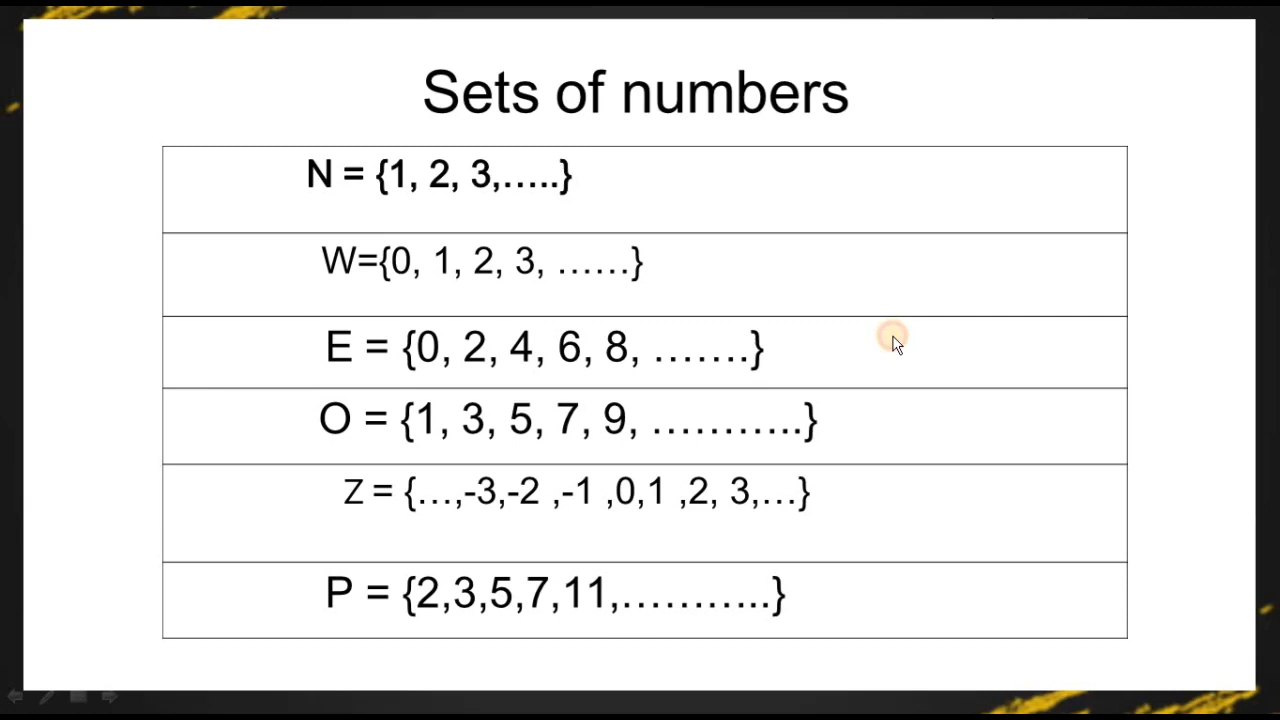 Sets of numbers
N = {1, 2, 3,.....}
W={0, 1, 2, 3, ......}
E = {0, 2, 4, 6, 8, .......}
O = {1, 3, 5, 7, 9, ...........}
Z = {...,-3,-2 ,-1 ,0,1 ,2, 3,...}
P = {2,3,5,7,11,...........}